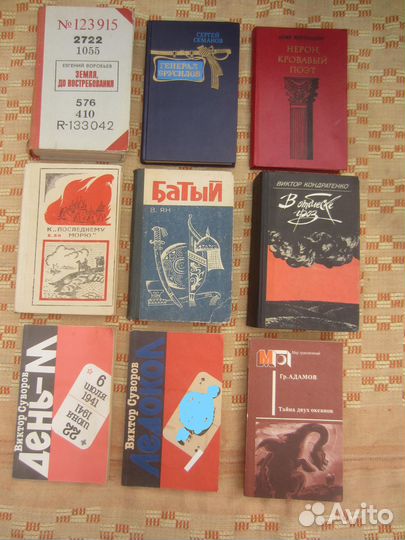 №123915
2722
1055
ЕВГЕНИЙ ВОРОБЬЕВ
ЗЕМЛЯ,
ДО ВОСТРЕБОВАНИЯ
576
410
R-133042
СЕРГЕЙ
СЕМАНОВ
ГЕНЕРАЛ БРУСИЛОВ
НЕРОН,
КРОВАВЫЙ
ПОЭТ
К „ПОСЛЕДНЕМУ
МОРЮ"
В. ЯН
БАТЫЙ
В. ЯН
ВИКТОР КОНДРАТЕНКО
В отблеске
гроз
Виктор Суворов
День-М
6
июля
1941
22
июня
1941
Виктор Суворов
Ледокол
МП
Мир приключений
Гр. АДАМОВ
Тайна двух океанов
Avito